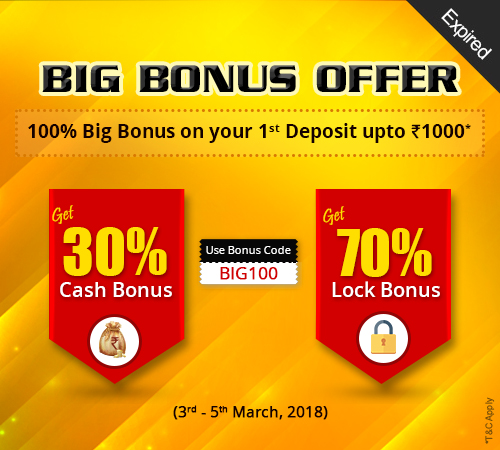 Expired
BIG BONUS OFFER
100% Big Bonus on your 1st Deposit upto ₹1000*
Get
30%
Cash Bonus
Use Bonus Code
BIG100
Get
70%
Lock Bonus
₹
(3rd - 5th March, 2018)
*T&C Apply